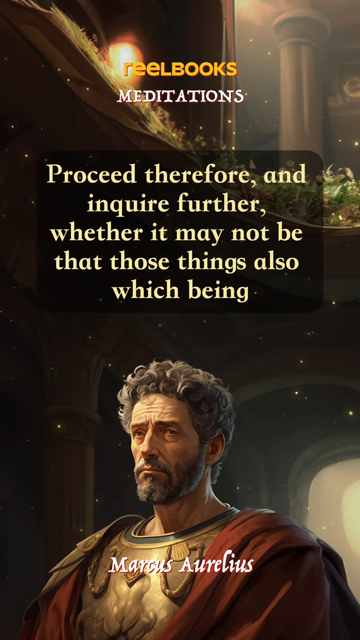 reelbooks
MEDITATIONS
Proceed therefore, and
inquire further,
whether it may not be
that those things also
which being
Marcus Aurelius